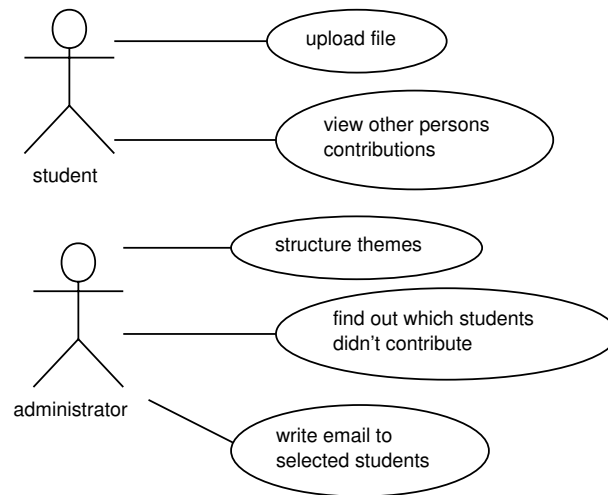 upload file
view other persons
contributions
student
structure themes
find out which students
didn't contribute
administrator
write email to
selected students